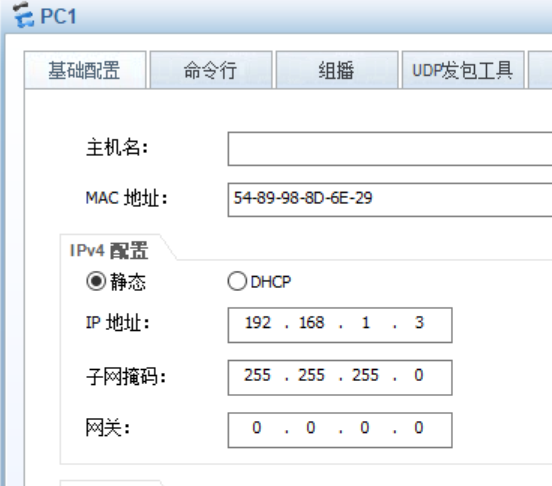 PC1
基础配置 命令行 组播 UDP发包工具
主机名：
MAC 地址： 54-89-98-8D-6E-29
IPv4 配置
静态 DHCP
IP 地址： 192 . 168 . 1 . 3
子网掩码： 255 . 255 . 255 . 0
网关： 0 . 0 . 0 . 0